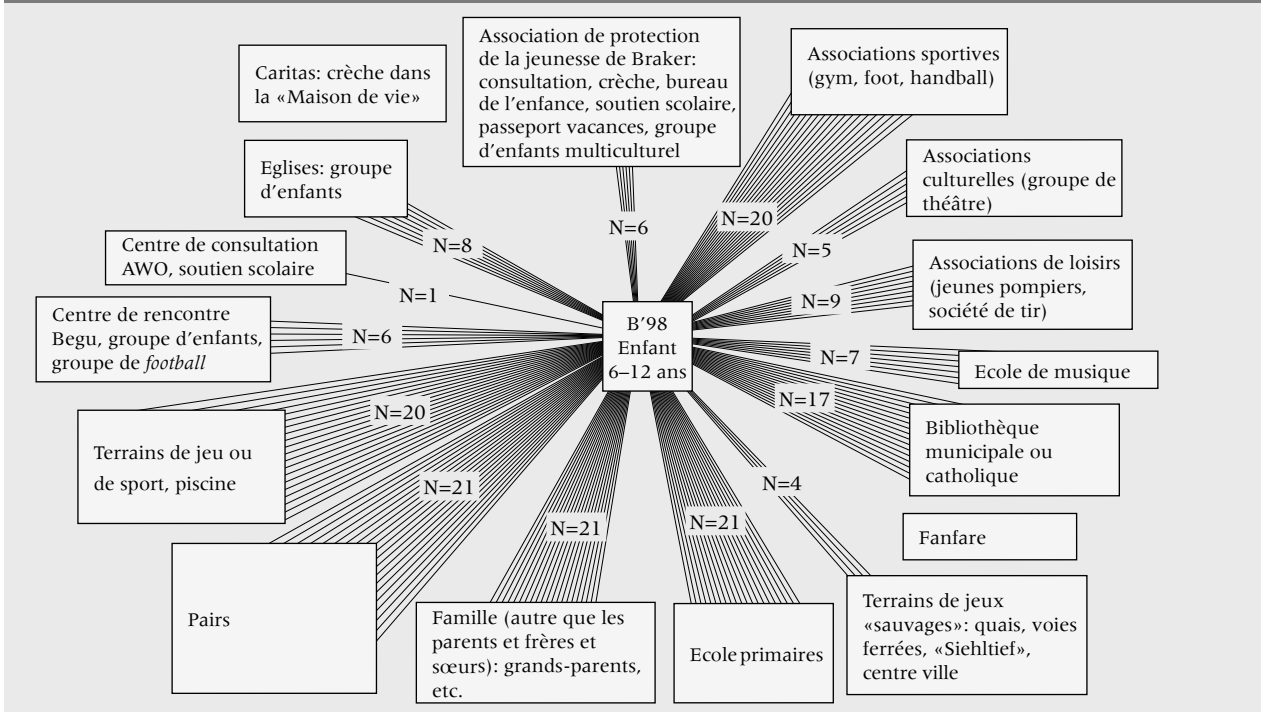 Caritas: crèche dans
la «Maison de vie»
Association de protection
de la jeunesse de Braker:
consultation, crèche, bureau
de l’enfance, soutien scolaire,
passeport vacances, groupe
d’enfants multiculturel
Associations sportives
(gym, foot, handball)
Eglises: groupe
d’enfants
Associations
culturelles (groupe de
théâtre)
N=8
N=6
N=20
N=5
Centre de consultation
AWO, soutien scolaire
N=1
Associations de loisirs
(jeunes pompiers,
société de tir)
N=9
Centre de rencontre
Begu, groupe d’enfants,
groupe de football
N=6
B’98
Enfant
6–12 ans
N=7
Ecole de musique
N=20
N=17
Terrains de jeu ou
de sport, piscine
Bibliothèque
municipale ou
catholique
N=21
N=21
N=21
N=4
Fanfare
Pairs
Famille (autre que les
parents et frères et
sœurs): grands-parents,
etc.
Ecole primaires
Terrains de jeux
«sauvages»: quais, voies
ferrées, «Siehltief»,
centre ville